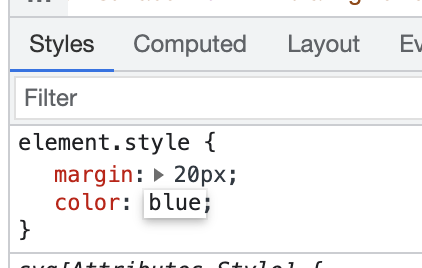 Styles Computed Layout
Filter
element.style {
margin: 20px;
color: blue;
}